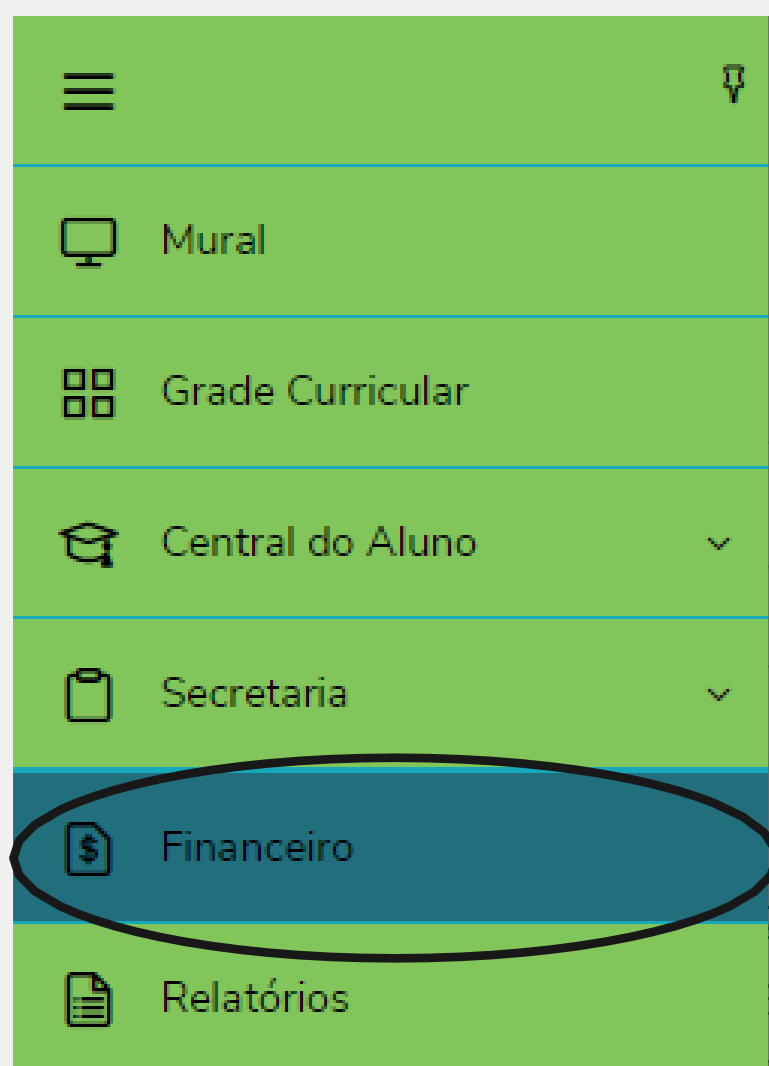 Mural
Grade Curricular
Central do Aluno
Secretaria
Financeiro
Relatórios